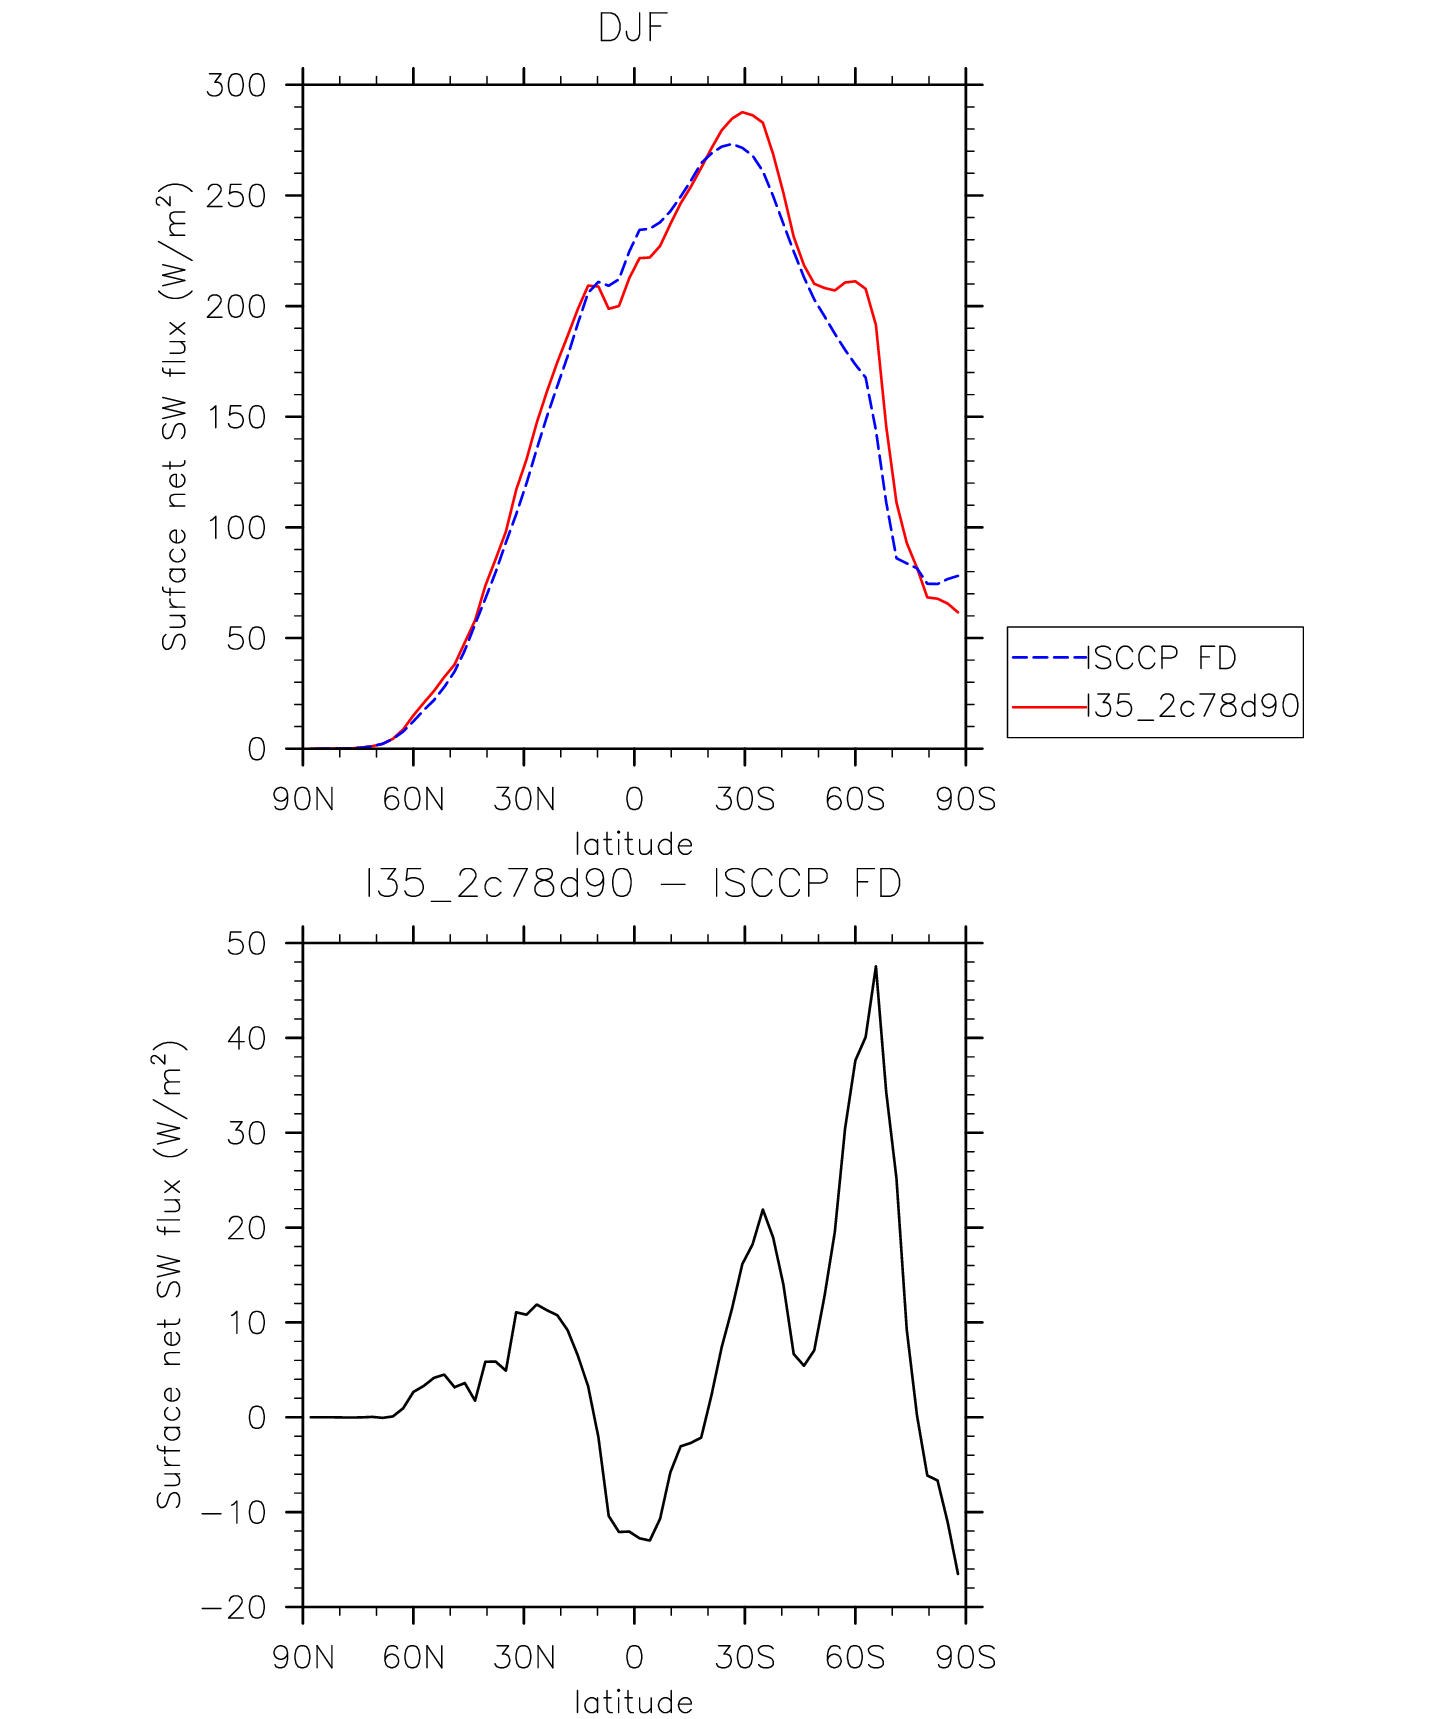 DJF
300
250
200
150
100
50
0
Surface net SW flux (W/m²)
90N 60N 30N 0 30S 60S 90S
latitude
ISCCP FD
I35_2c78d90
I35_2c78d90 − ISCCP FD
50
40
30
20
10
0
−10
−20
Surface net SW flux (W/m²)
90N 60N 30N 0 30S 60S 90S
latitude